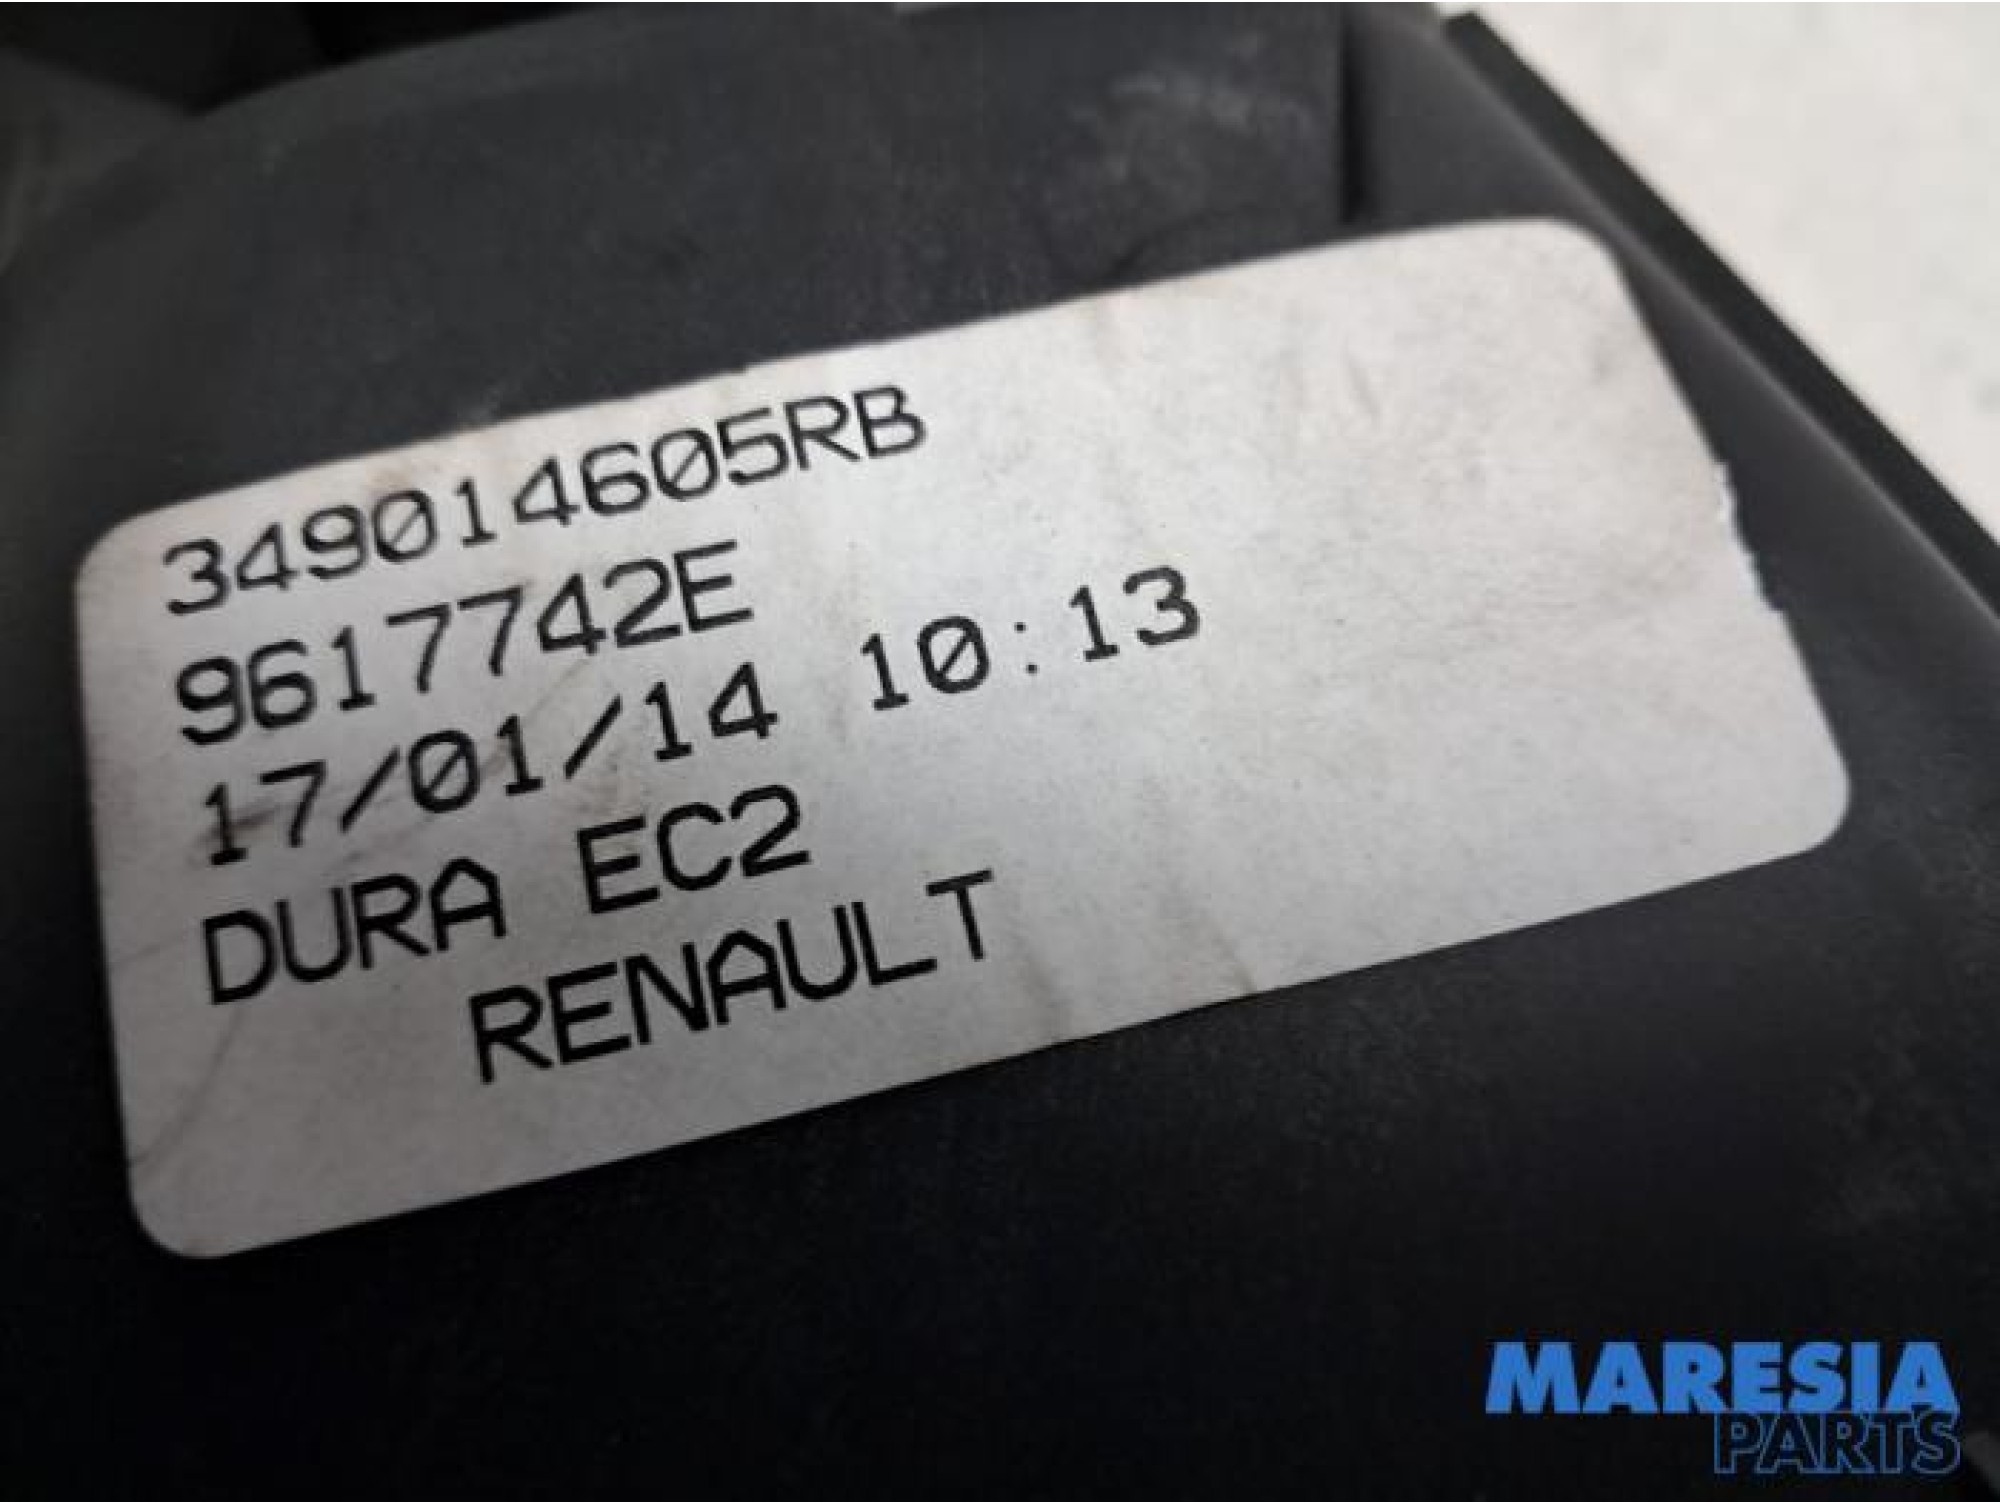 349014605RB
9617742E
17/01/14 10:13
DURA EC2
RENAULT
MARESIA
PARTS